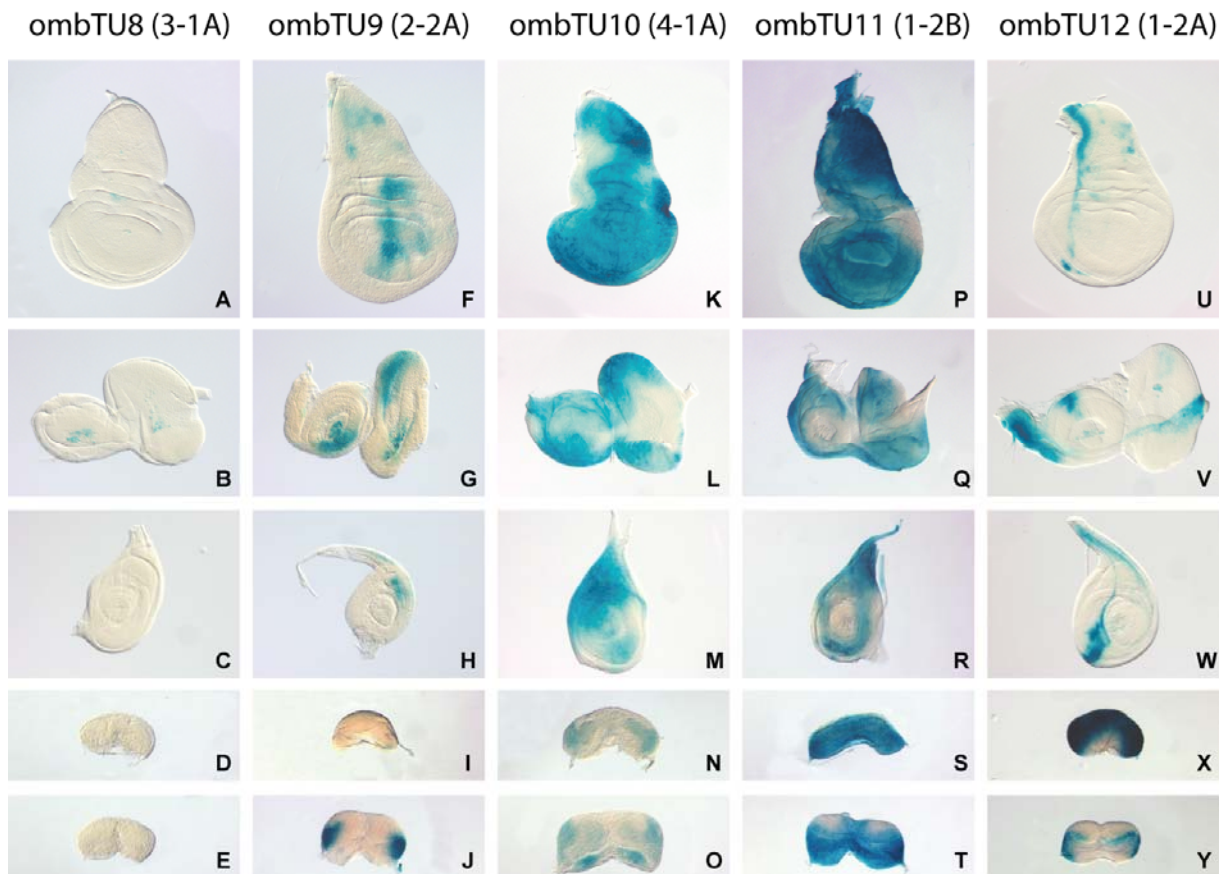 ombTU8 (3-1A) ombTU9 (2-2A) ombTU10 (4-1A) ombTU11 (1-2B) ombTU12 (1-2A)
A F K P U
B G L Q V
C H M R W
D I N S X
E J O T Y